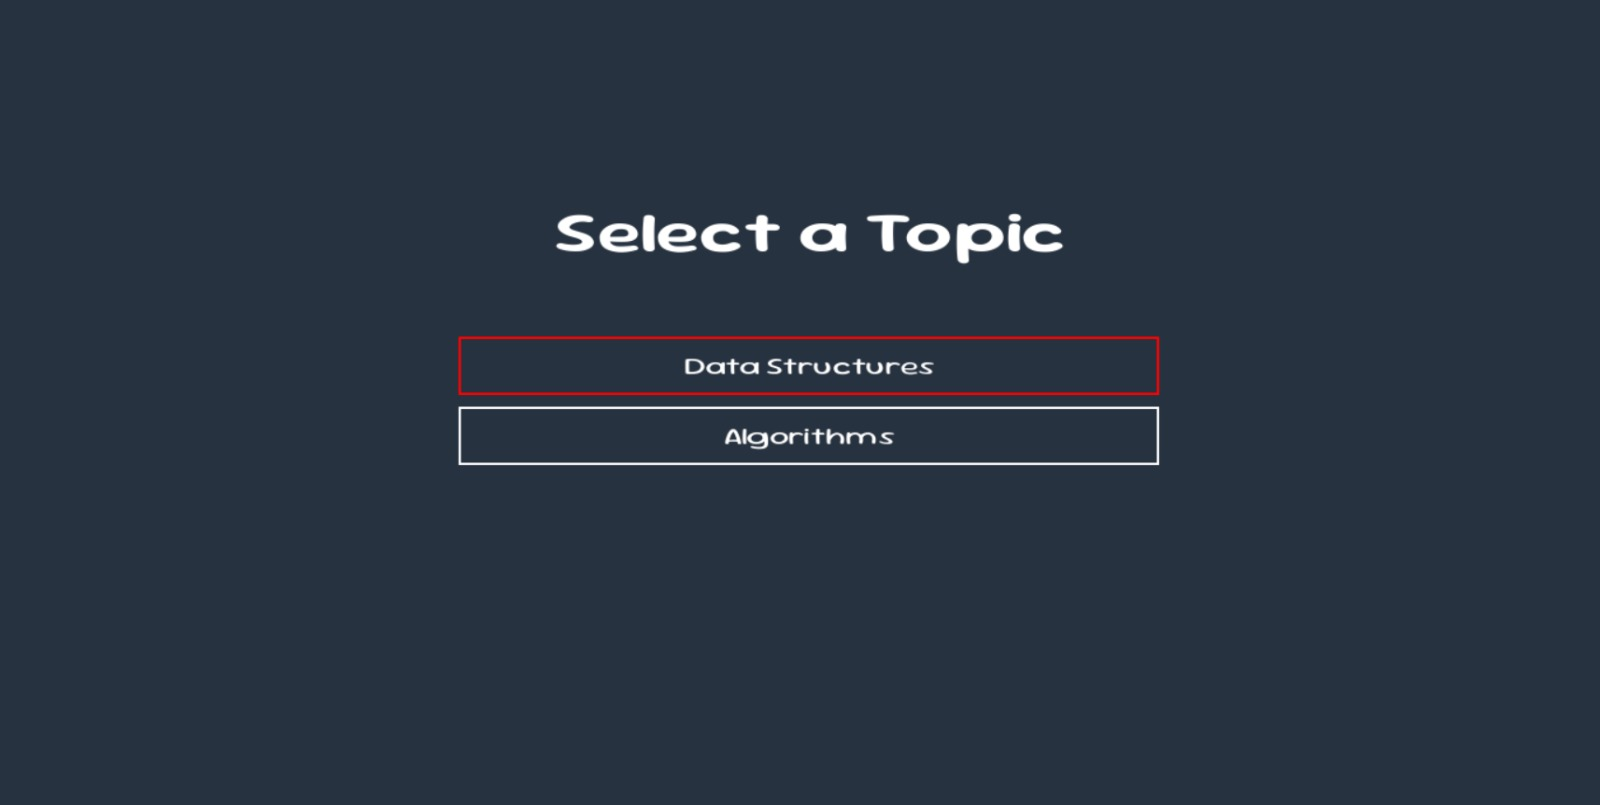 Select a Topic
Data Structures
Algorithms